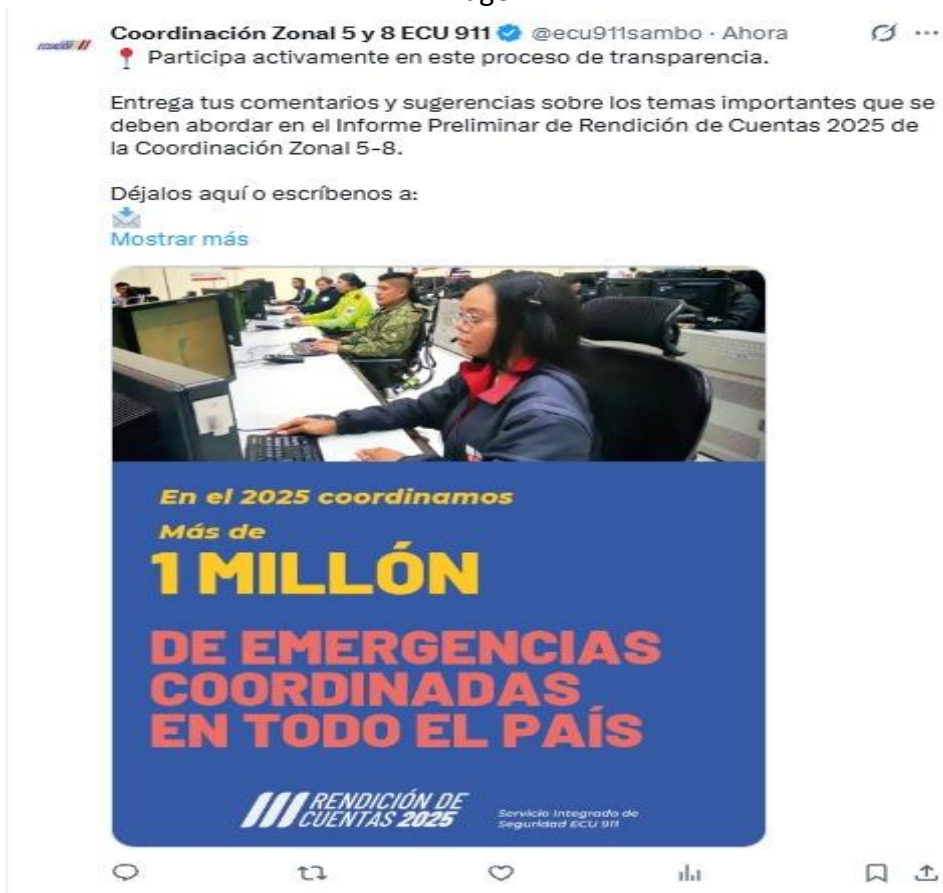 Coordinación Zonal 5 y 8 ECU 911 @ecu911sambo · Ahora
Participa activamente en este proceso de transparencia.
Entrega tus comentarios y sugerencias sobre los temas importantes que se
deben abordar en el Informe Preliminar de Rendición de Cuentas 2025 de
la Coordinación Zonal 5-8.
Déjalos aquí o escríbenos a:
Mostrar más
En el 2025 coordinamos
Más de
1 MILLÓN
DE EMERGENCIAS
COORDINADAS
EN TODO EL PAÍS
RENDICIÓN DE
CUENTAS 2025
Servicio Integrado de
Seguridad ECU 911